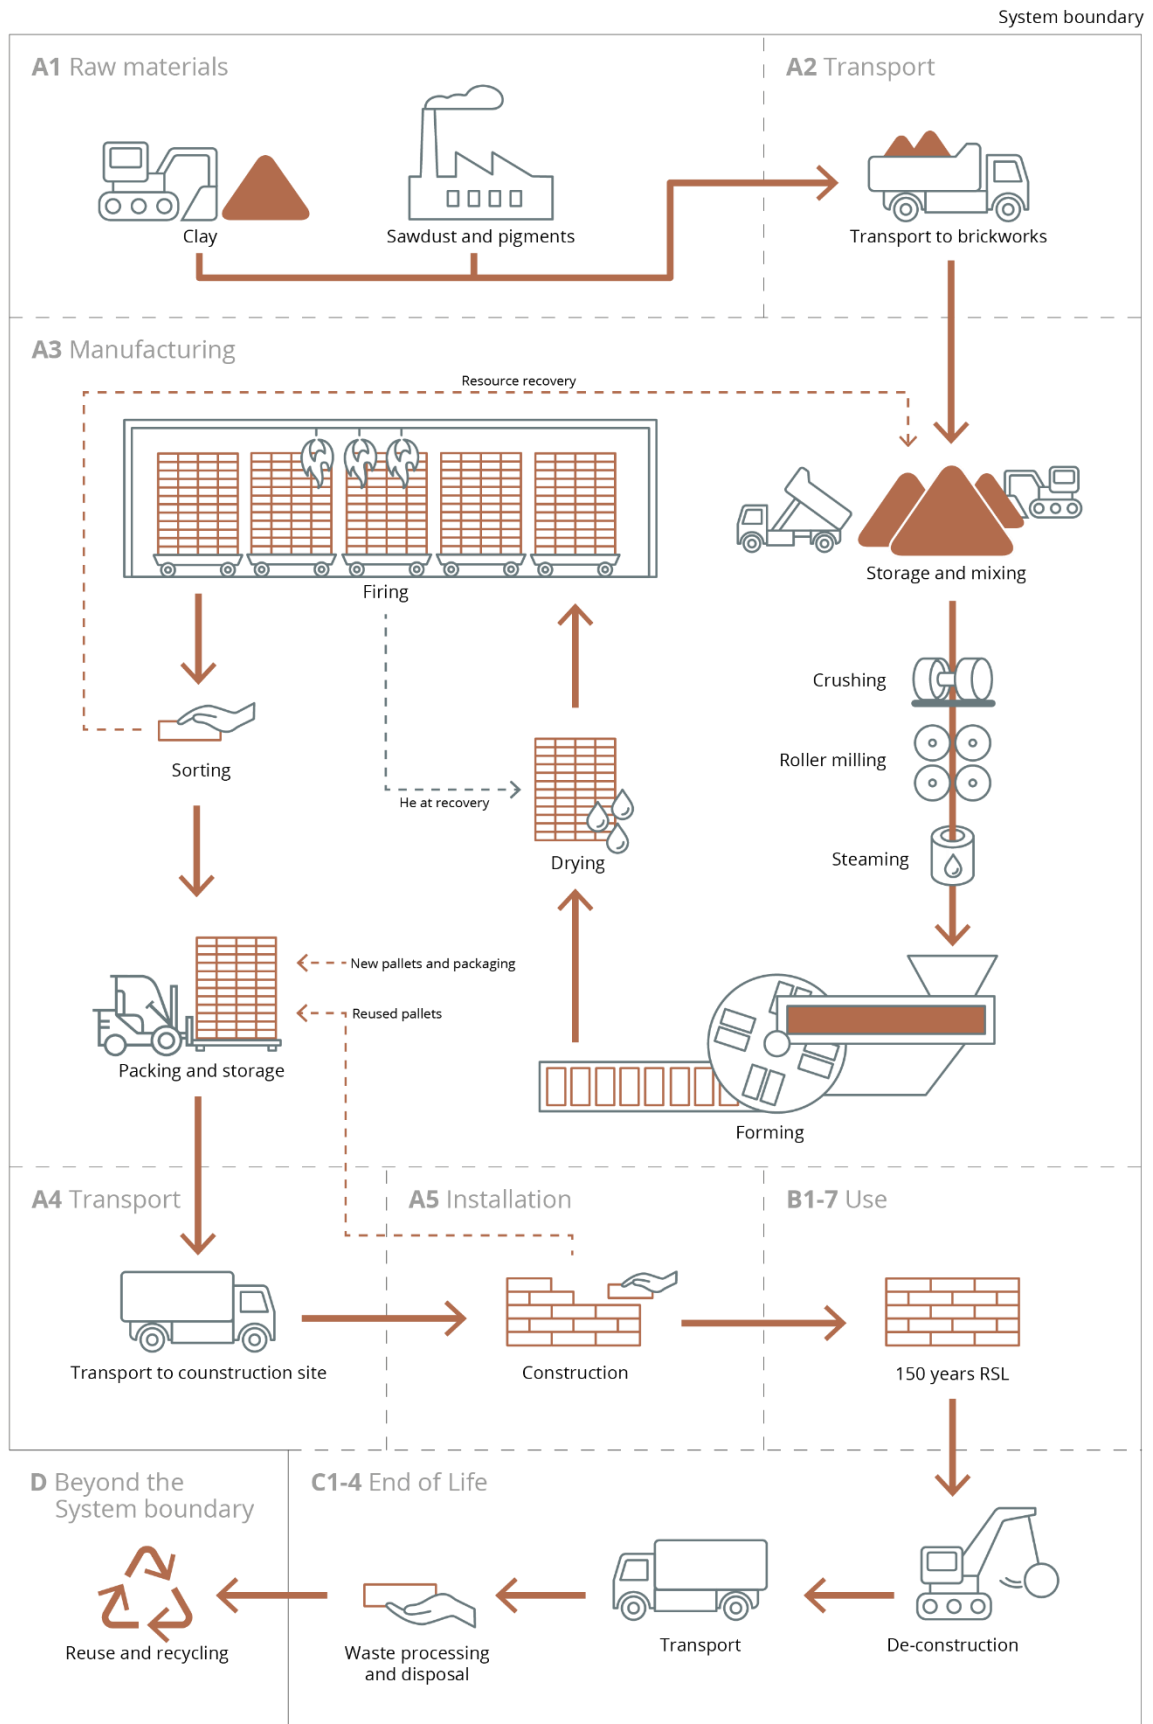 System boundary
A1 Raw materials
A2 Transport
Clay
Sawdust and pigments
Transport to brickworks
A3 Manufacturing
Resource recovery
Firing
Storage and mixing
Crushing
Roller milling
Sorting
He at recovery
Steaming
Drying
New pallets and packaging
Reused pallets
Packing and storage
Forming
A4 Transport
A5 Installation
B1-7 Use
Transport to counstruction site
Construction
150 years RSL
D Beyond the
System boundary
C1-4 End of Life
Reuse and recycling
Waste processing
and disposal
Transport
De-construction